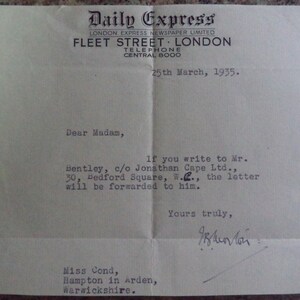 Daily Express
LONDON EXPRESS NEWSPAPER LIMITED
FLEET STREET · LONDON
TELEPHONE
CENTRAL 8000
25th March, 1935.
Dear Madam,
If you write to Mr.
Bentley, c/o Jonathan Cape Ltd.,
30, Bedford Square, W.C., the letter
will be forwarded to him.
Yours truly,
Miss Cond,
Hampton in Arden,
Warwickshire.